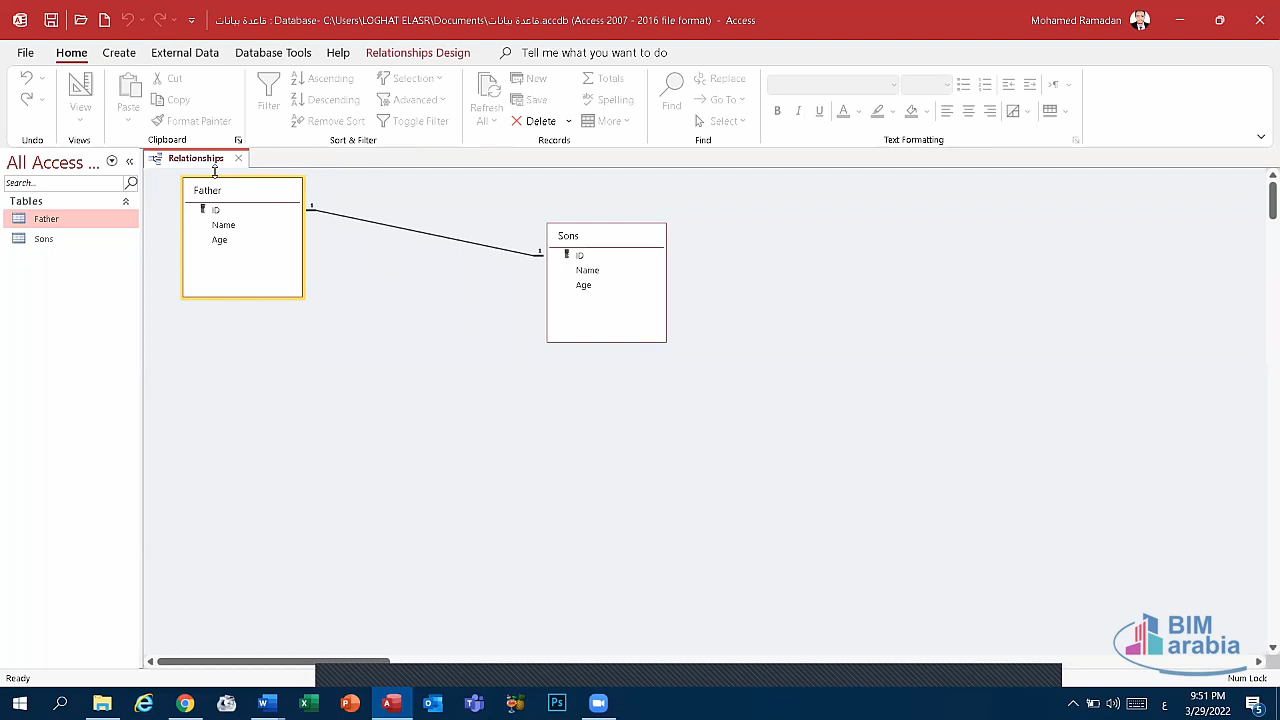 قاعدة بيانات : Database- C:\Users\LOGHAT ELASR\Documents\قاعدة بيانات.accdb (Access 2007 - 2016 file format) - Access
Mohamed Ramadan
File Home Create External Data Database Tools Help Relationships Design Tell me what you want to do
View
Paste
Cut
Copy
Format Painter
Filter
Ascending
Descending
Remove Sort
Selection
Advanced
Toggle Filter
Refresh
All
New
Save
Delete
Totals
Spelling
More
Find
Replace
Go To
Select
B I U A
Undo Views Clipboard Sort & Filter Records Find Text Formatting
All Access ...
Search...
Tables
Father
Sons
Relationships
Father
ID
Name
Age
1
1
Sons
ID
Name
Age
BIM
arabia
Ready
Num Lock
Ps
ع
9:51 PM
3/29/2022
5